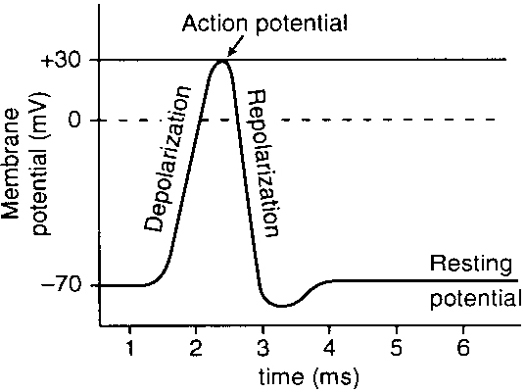 Action potential
+30
0
-70
Membrane
potential (mV)
Depolarization
Repolarization
Resting
potential
1 2 3 4 5 6
time (ms)